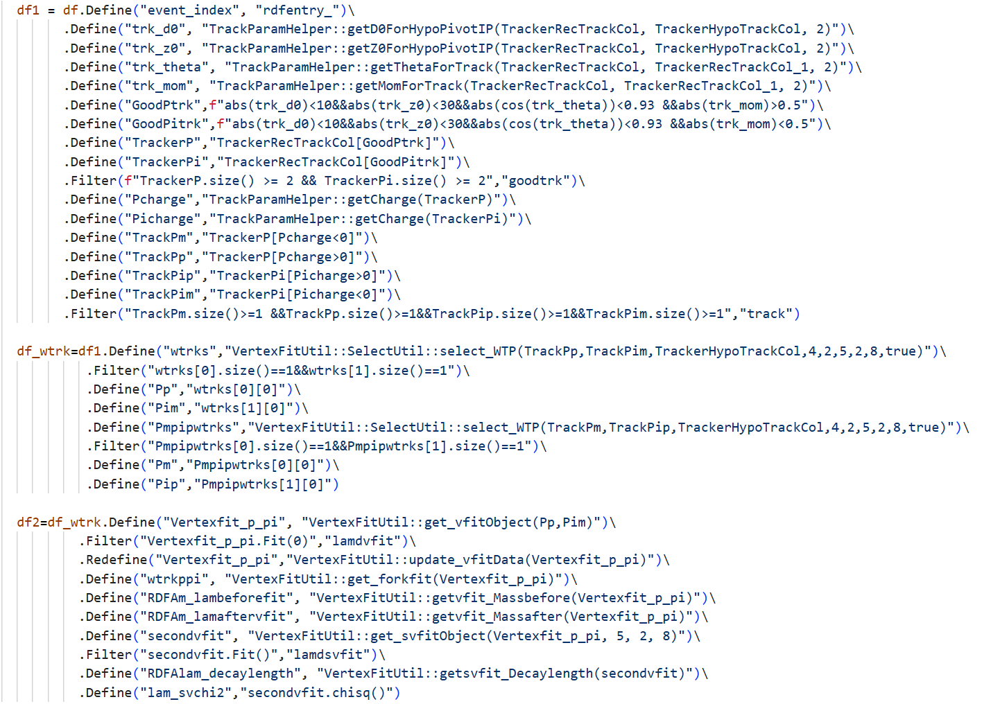 df1 = df.Define("event_index", "rdfentry_")\
.Define("trk_d0", "TrackParamHelper::getD0ForHypoPivotIP(TrackerRecTrackCol, TrackerHypoTrackCol, 2)")\
.Define("trk_z0", "TrackParamHelper::getZ0ForHypoPivotIP(TrackerRecTrackCol, TrackerHypoTrackCol, 2)")\
.Define("trk_theta", "TrackParamHelper::getThetaForTrack(TrackerRecTrackCol, TrackerRecTrackCol_1, 2)")\
.Define("trk_mom", "TrackParamHelper::getMomForTrack(TrackerRecTrackCol, TrackerRecTrackCol_1, 2)")\
.Define("GoodPtrk",f"abs(trk_d0)<10&&abs(trk_z0)<30&&abs(cos(trk_theta))<0.93 &&abs(trk_mom)>0.5")\
.Define("GoodPitrk",f"abs(trk_d0)<10&&abs(trk_z0)<30&&abs(cos(trk_theta))<0.93 &&abs(trk_mom)<0.5")\
.Define("TrackerP","TrackerRecTrackCol[GoodPtrk]")\
.Define("TrackerPi","TrackerRecTrackCol[GoodPitrk]")\
.Filter(f"TrackerP.size() >= 2 && TrackerPi.size() >= 2","goodtrk")\
.Define("Pcharge","TrackParamHelper::getCharge(TrackerP)")\
.Define("Picharge","TrackParamHelper::getCharge(TrackerPi)")\
.Define("TrackPm","TrackerP[Pcharge<0]")\
.Define("TrackPp","TrackerP[Pcharge>0]")\
.Define("TrackPip","TrackerPi[Picharge>0]")\
.Define("TrackPim","TrackerPi[Picharge<0]")\
.Filter("TrackPm.size()>=1 &&TrackPp.size()>=1&&TrackPip.size()>=1&&TrackPim.size()>=1","track")
df_wtrk=df1.Define("wtrks","VertexFitUtil::SelectUtil::select_WTP(TrackPp,TrackPim,TrackerHypoTrackCol,4,2,5,2,8,true)")\
.Filter("wtrks[0].size()==1&&wtrks[1].size()==1")\
.Define("Pp","wtrks[0][0]")\
.Define("Pim","wtrks[1][0]")\
.Define("Pmpipwtrks","VertexFitUtil::SelectUtil::select_WTP(TrackPm,TrackPip,TrackerHypoTrackCol,4,2,5,2,8,true)")\
.Filter("Pmpipwtrks[0].size()==1&&Pmpipwtrks[1].size()==1")\
.Define("Pm","Pmpipwtrks[0][0]")\
.Define("Pip","Pmpipwtrks[1][0]")
df2=df_wtrk.Define("Vertexfit_p_pi", "VertexFitUtil::get_vfitObject(Pp,Pim)")\
.Filter("Vertexfit_p_pi.Fit(0)","lamdvfit")\
.Redefine("Vertexfit_p_pi","VertexFitUtil::update_vfitData(Vertexfit_p_pi)")\
.Define("wtrkppi", "VertexFitUtil::get_forkfit(Vertexfit_p_pi)")\
.Define("RDFAm_lambeforefit", "VertexFitUtil::getvfit_Massbefore(Vertexfit_p_pi)")\
.Define("RDFAm_lamaftervfit", "VertexFitUtil::getvfit_Massafter(Vertexfit_p_pi)")\
.Define("secondvfit", "VertexFitUtil::get_svfitObject(Vertexfit_p_pi, 5, 2, 8)")\
.Filter("secondvfit.Fit()","lamdsvfit")\
.Define("RDFAlam_decaylength", "VertexFitUtil::getsvfit_Decaylength(secondvfit)")\
.Define("lam_svchi2","secondvfit.chisq()")